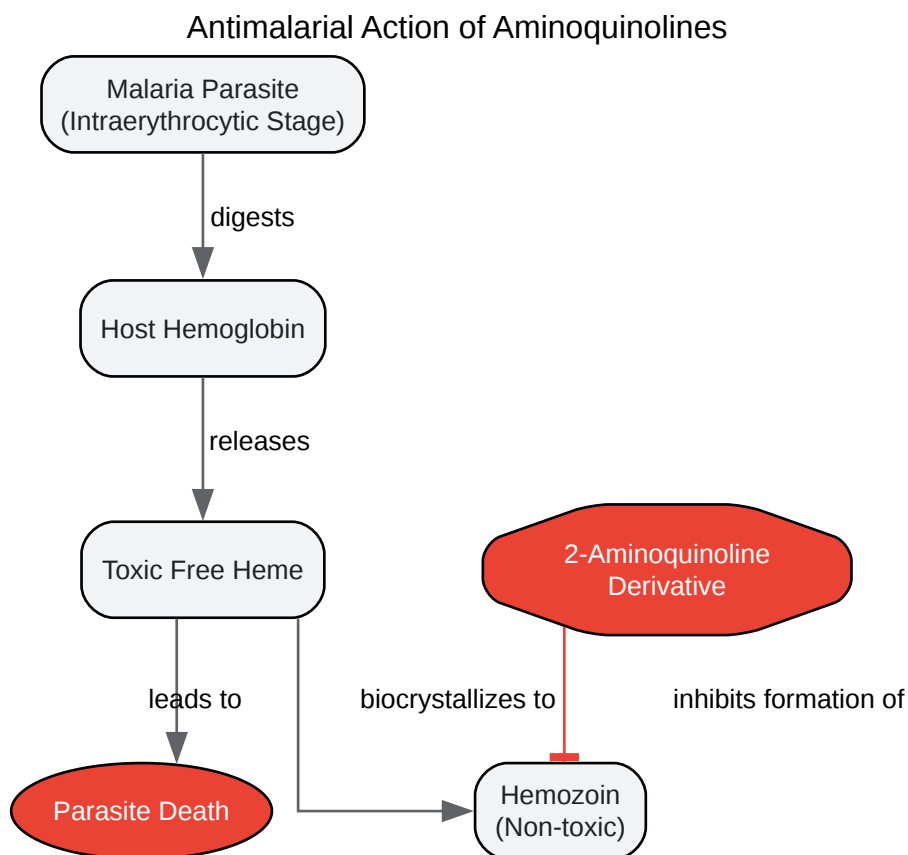 Antimalarial Action of Aminoquinolines
Malaria Parasite
(Intraerythrocytic Stage)
digests
Host Hemoglobin
releases
Toxic Free Heme
2-Aminoquinoline
Derivative
leads to
biocrystallizes to
inhibits formation of
Parasite Death
Hemozoin
(Non-toxic)